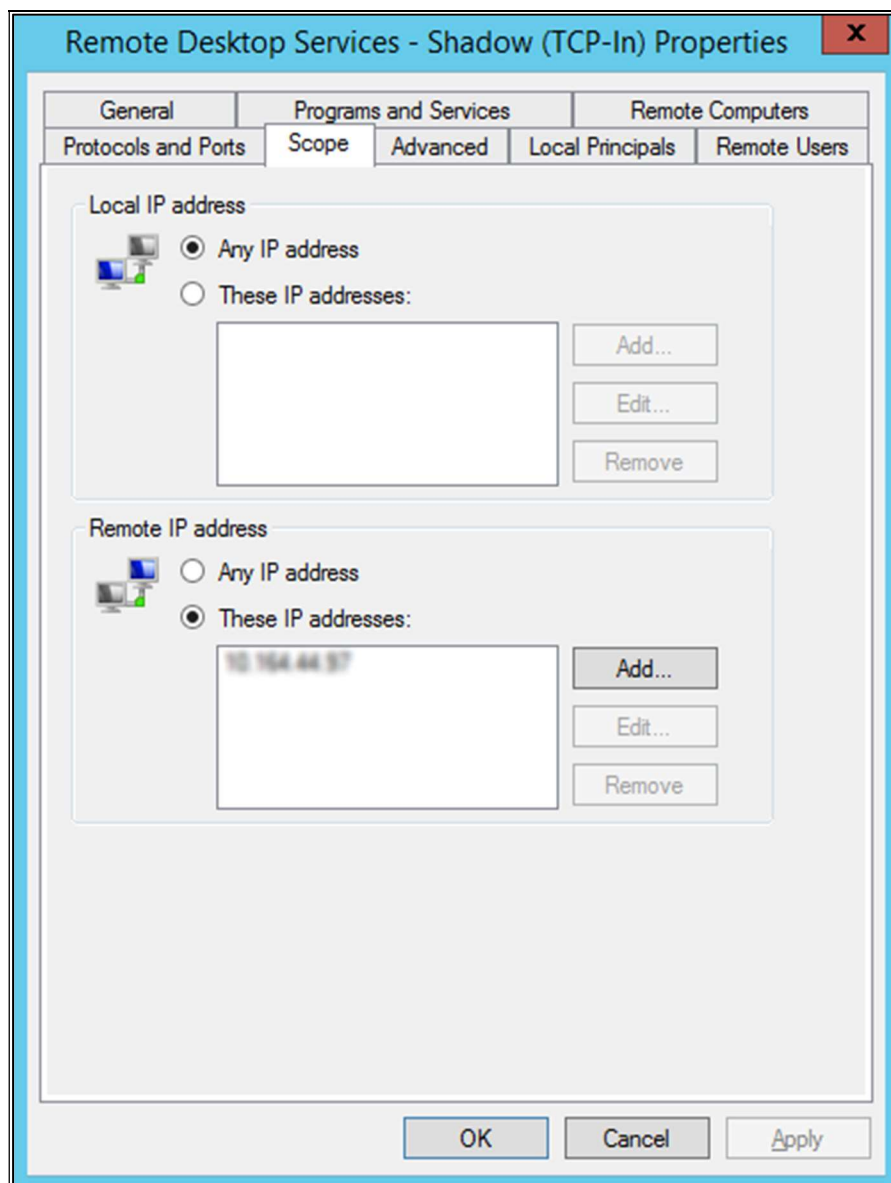 Remote Desktop Services - Shadow (TCP-In) Properties x
General Programs and Services Remote Computers
Protocols and Ports Scope Advanced Local Principals Remote Users
Local IP address
Any IP address
These IP addresses:
Add...
Edit...
Remove
Remote IP address
Any IP address
These IP addresses:
Add...
Edit...
Remove
OK Cancel Apply